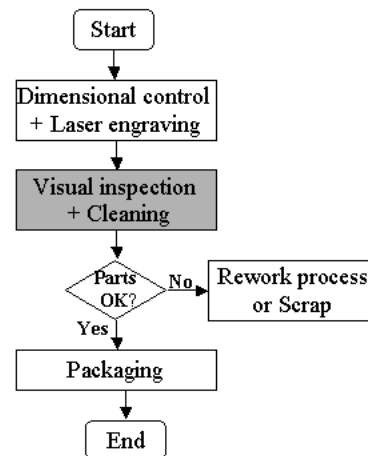 Start
Dimensional control
+ Laser engraving
Visual inspection
+ Cleaning
Parts
OK?
No
Rework process
or Scrap
Yes
Packaging
End